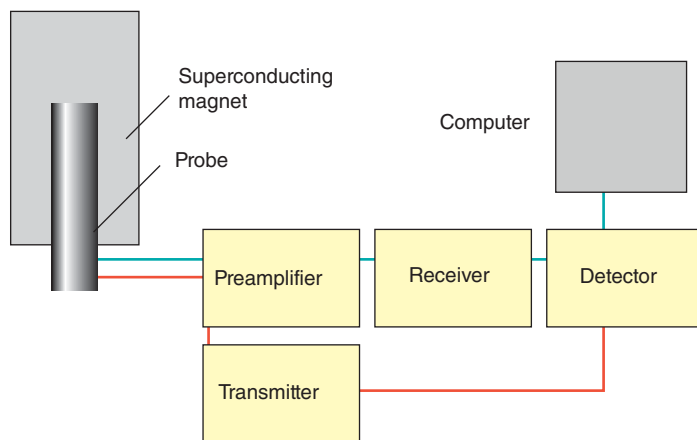 Superconducting
magnet
Computer
Probe
Preamplifier
Receiver
Detector
Transmitter